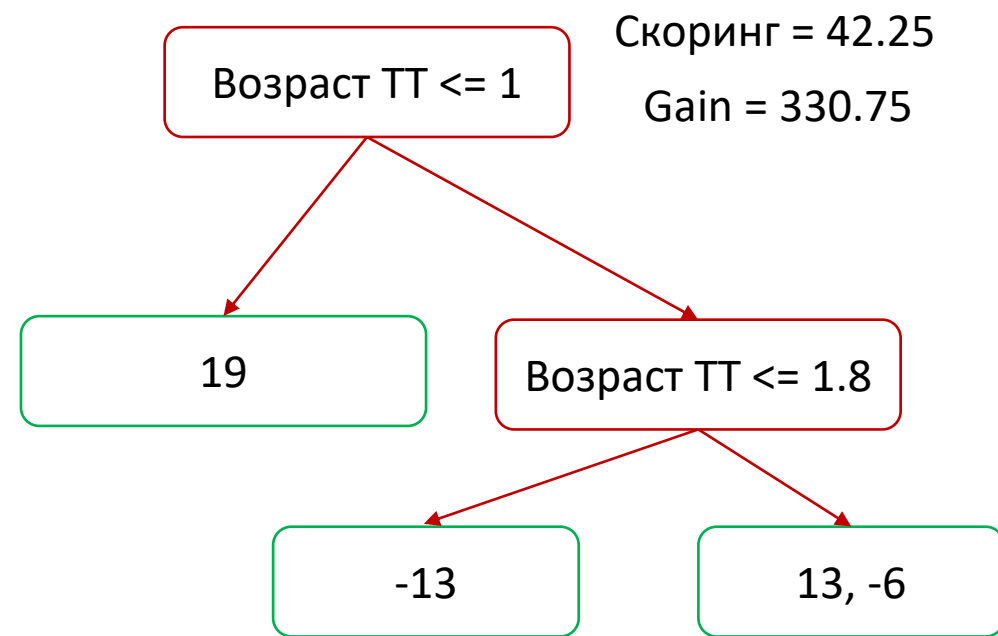 Скоринг = 42.25
Возраст ТТ <= 1
Gain = 330.75
19
Возраст ТТ <= 1.8
-13
13, -6